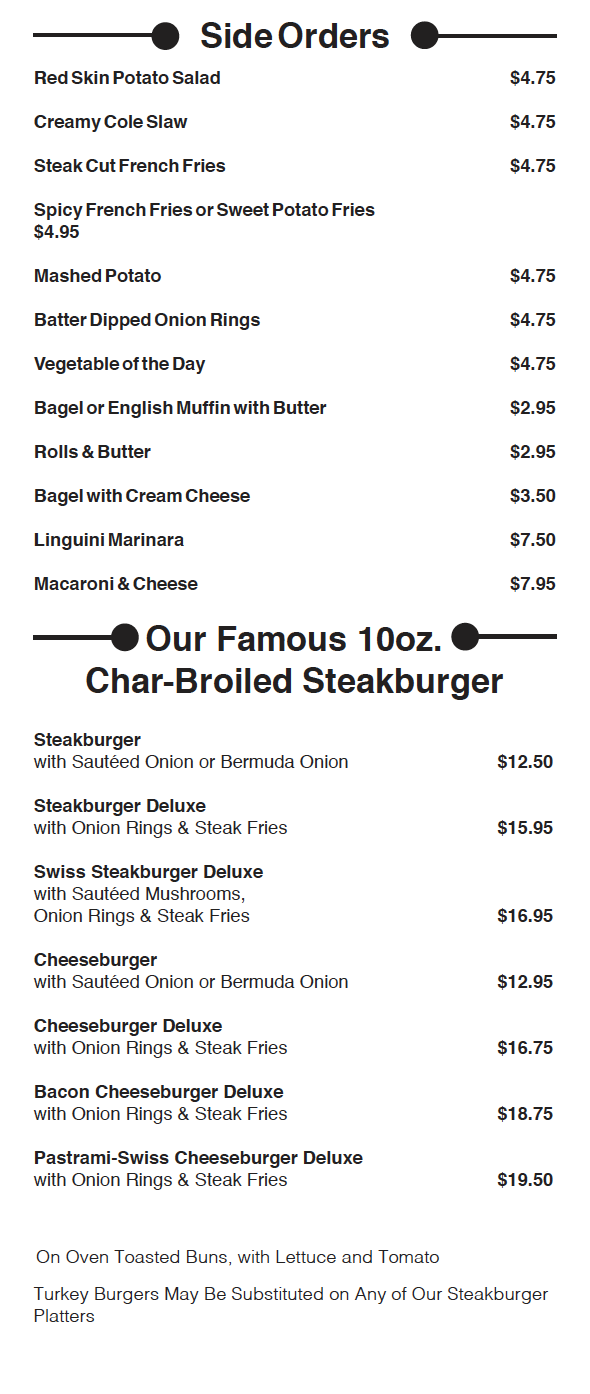 Side Orders
Red Skin Potato Salad $4.75
Creamy Cole Slaw $4.75
Steak Cut French Fries $4.75
Spicy French Fries or Sweet Potato Fries
$4.95
Mashed Potato $4.75
Batter Dipped Onion Rings $4.75
Vegetable of the Day $4.75
Bagel or English Muffin with Butter $2.95
Rolls & Butter $2.95
Bagel with Cream Cheese $3.50
Linguini Marinara $7.50
Macaroni & Cheese $7.95
Our Famous 10oz.
Char-Broiled Steakburger
Steakburger
with Sautéed Onion or Bermuda Onion $12.50
Steakburger Deluxe
with Onion Rings & Steak Fries $15.95
Swiss Steakburger Deluxe
with Sautéed Mushrooms,
Onion Rings & Steak Fries $16.95
Cheeseburger
with Sautéed Onion or Bermuda Onion $12.95
Cheeseburger Deluxe
with Onion Rings & Steak Fries $16.75
Bacon Cheeseburger Deluxe
with Onion Rings & Steak Fries $18.75
Pastrami-Swiss Cheeseburger Deluxe
with Onion Rings & Steak Fries $19.50
On Oven Toasted Buns, with Lettuce and Tomato
Turkey Burgers May Be Substituted on Any of Our Steakburger
Platters